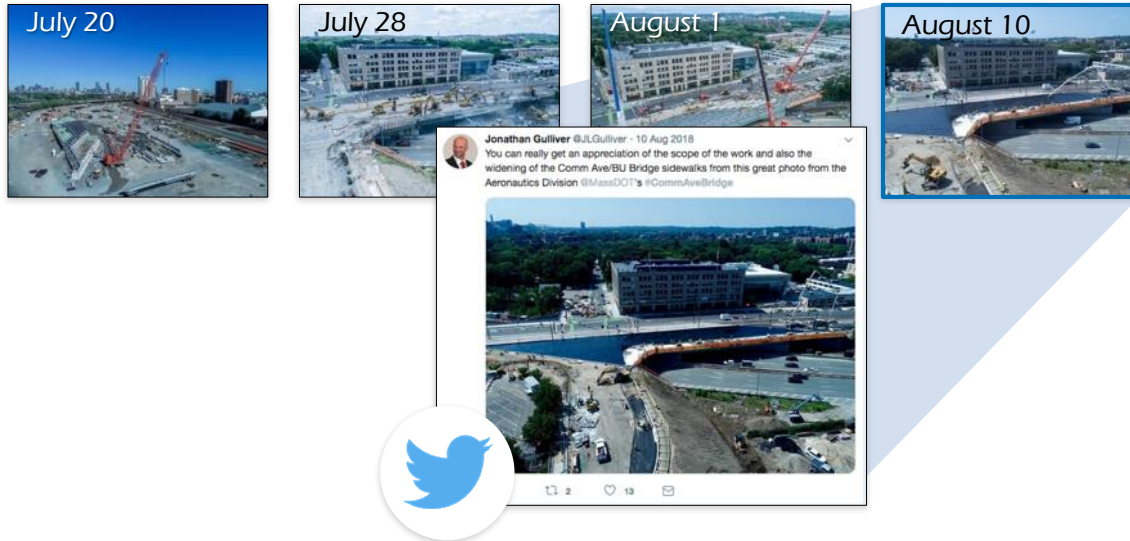 July 20
July 28
August 1
August 10
Jonathan Gulliver @JLGulliver · 10 Aug 2018
You can really get an appreciation of the scope of the work and also the
widening of the Comm Ave/BU Bridge sidewalks from this great photo from the
Aeronautics Division @MassDOT's #CommAveBridge
2 13